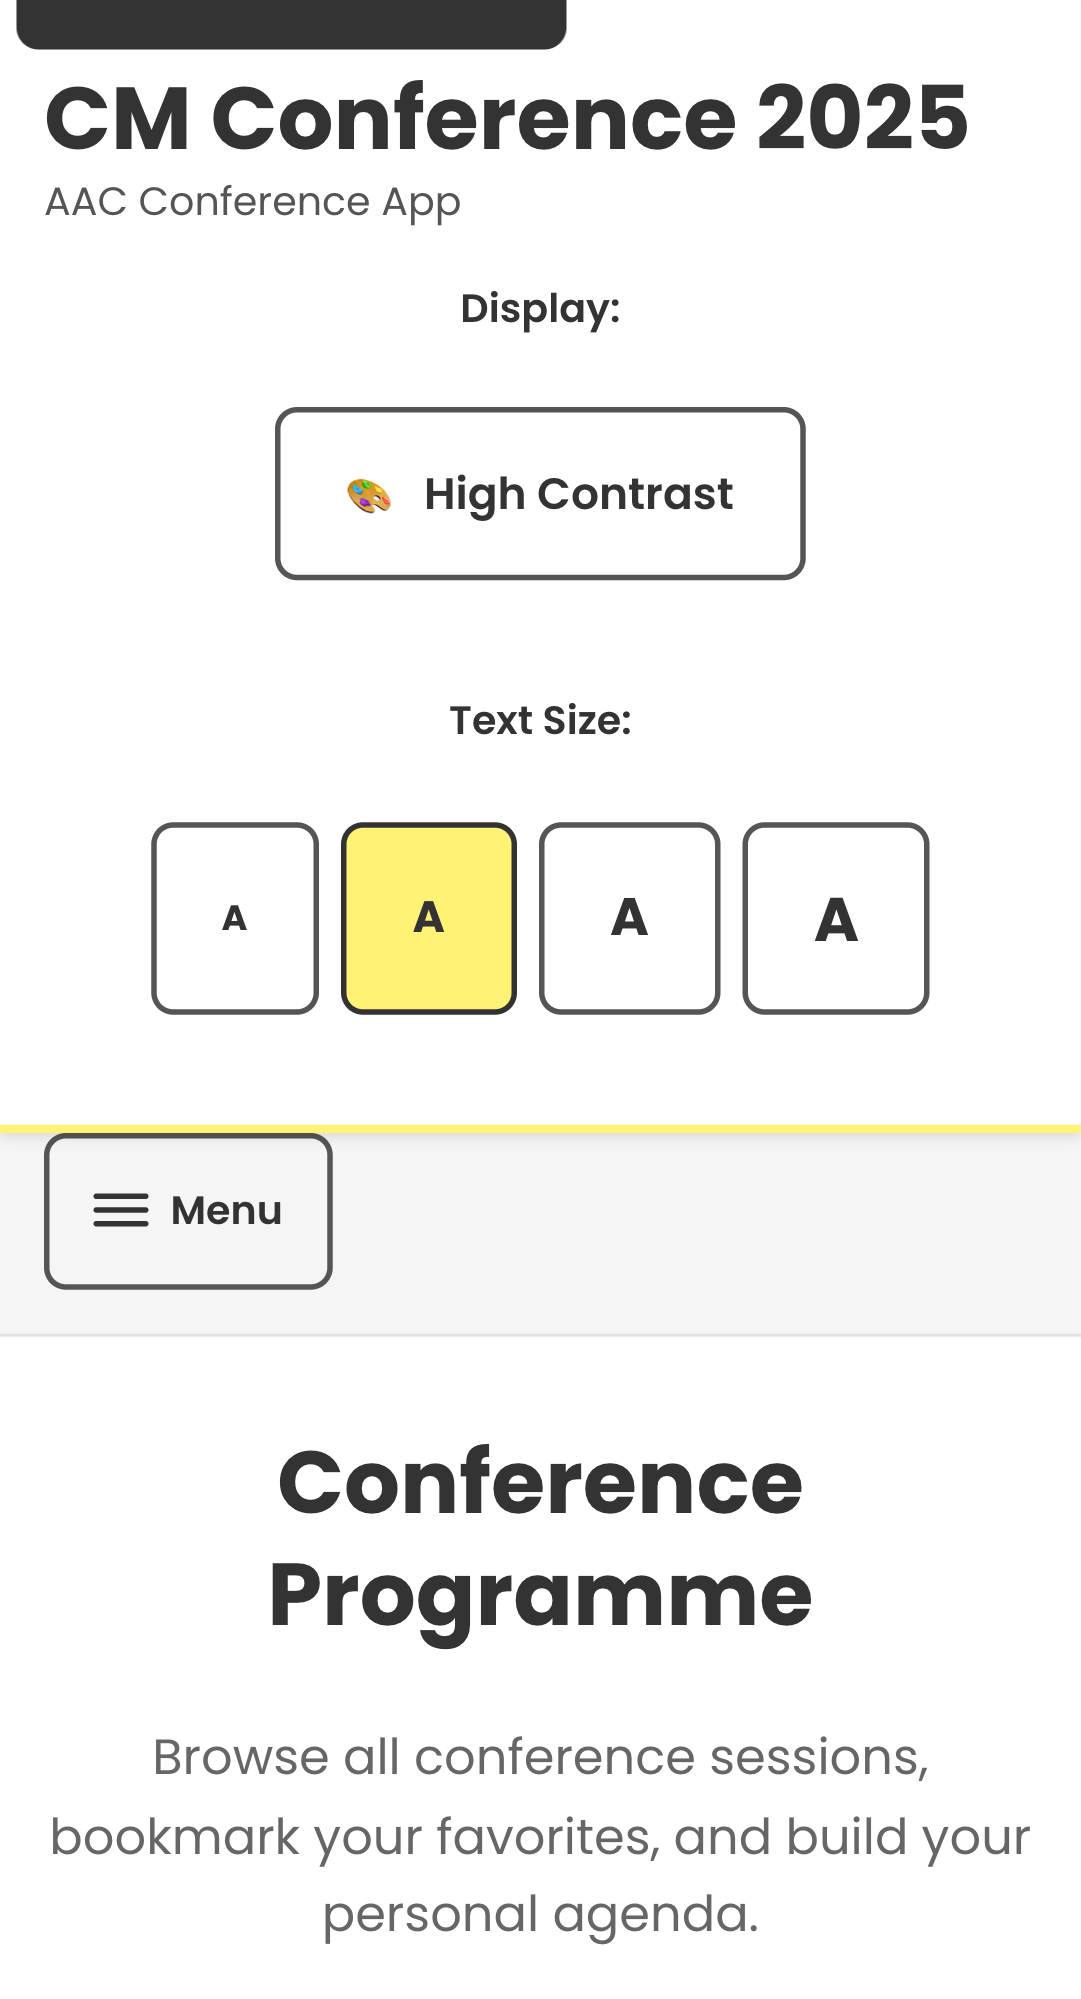 CM Conference 2025
AAC Conference App
Display:
High Contrast
Text Size:
A A A A
Menu
Conference
Programme
Browse all conference sessions,
bookmark your favorites, and build your
personal agenda.